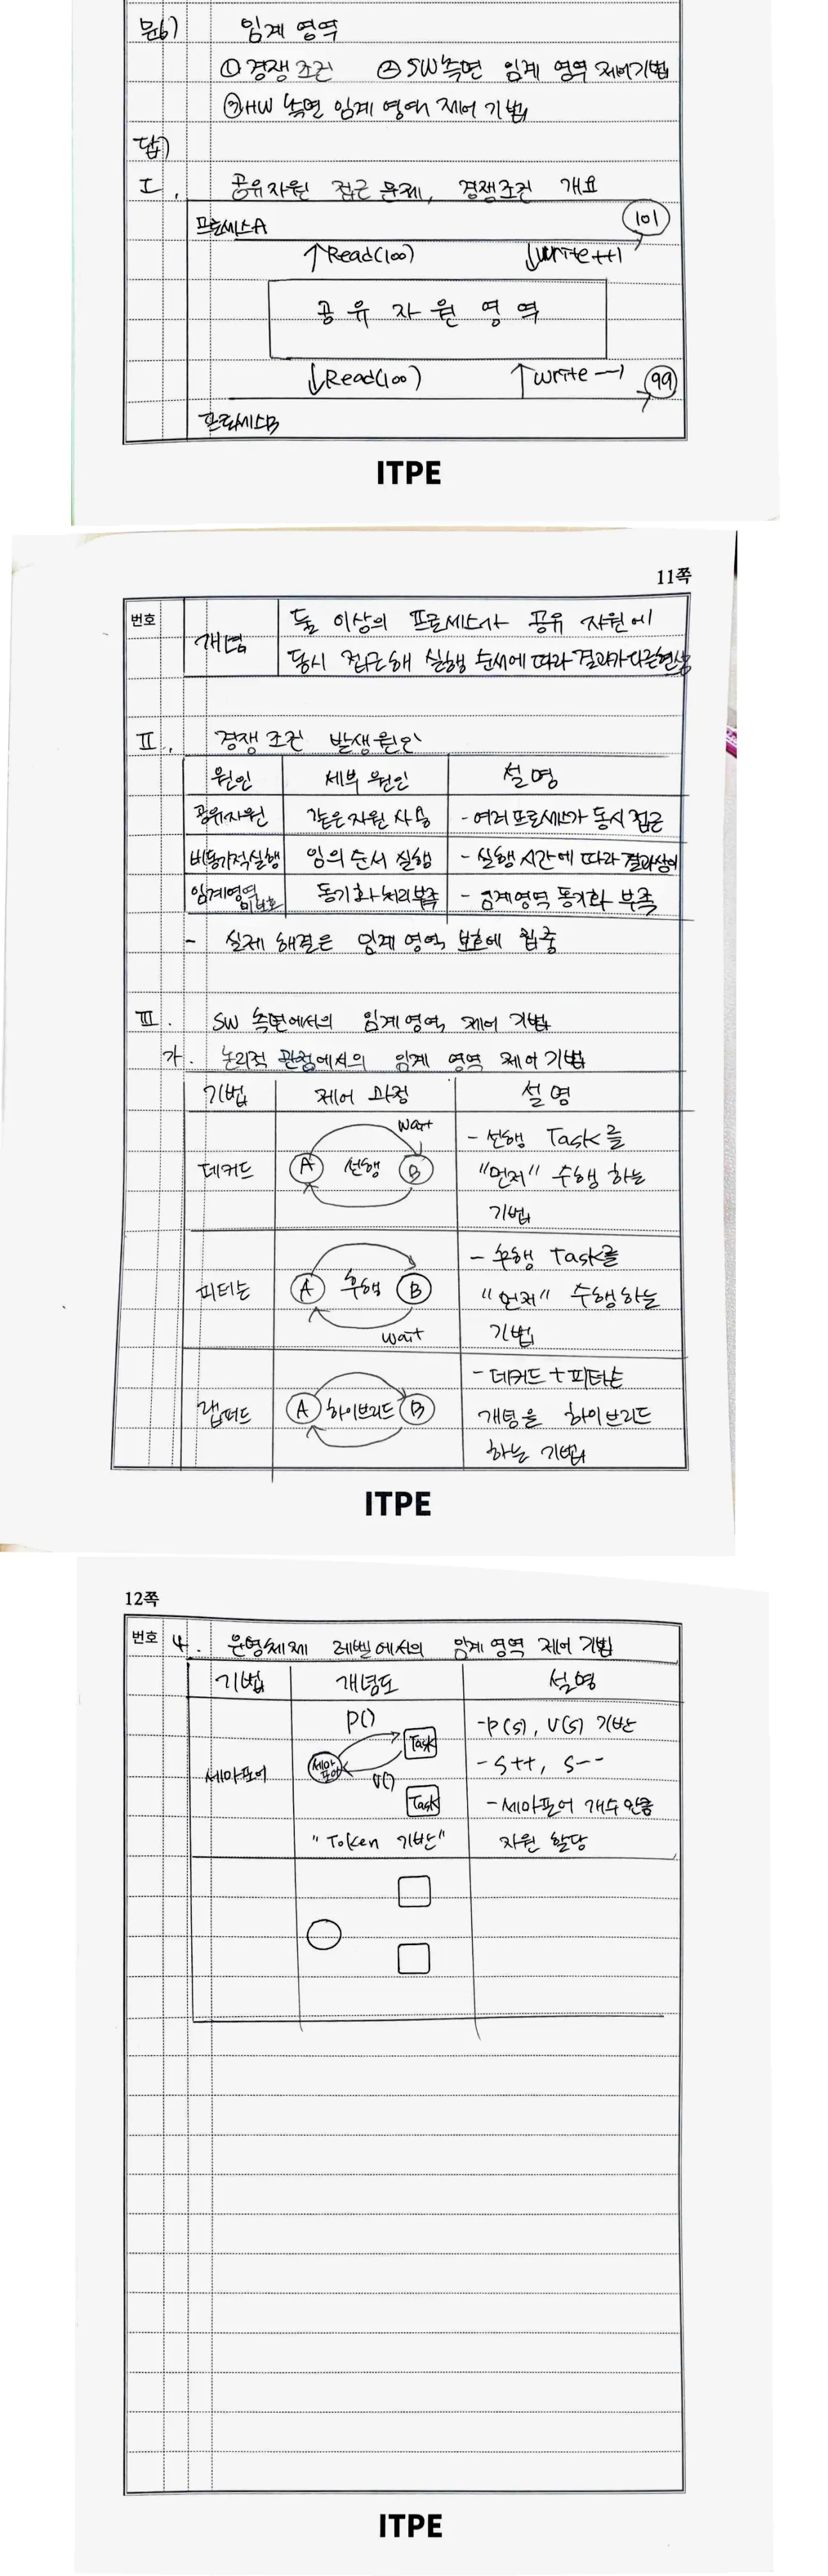 문6) 임계 영역
① 경쟁 조건 ② SW측면 임계 영역 제어기법
③ HW 측면 임계 영역 제어 기법
답)
I. 공유자원 접근 문제, 경쟁조건 개요
프로세스A
101
↑Read(100) ↓write++1
공유자원영역
↓Read(100) ↑write-1
99
프로세스B
ITPE
11쪽
번호
개념 둘 이상의 프로세스가 공유 자원에
동시 접근해 실행 순서에 따라 결과가 다른현상
II. 경쟁 조건 발생원인
원인 세부 원인 설명
공유자원 같은 자원 사용 - 여러 프로세스가 동시 접근
비동기적실행 임의 순서 실행 - 실행 시간에 따라 결과상이
임계영역 미보호 동기화 처리부족 - 임계영역 동기화 부족
- 실제 해결은 임계 영역 보호에 집중
III. SW 측면에서의 임계영역 제어 기법
가. 논리적 관점에서의 임계 영역 제어 기법
기법 제어 과정 설명
wait
데커드 A 선행 B - 선행 Task를
"먼저" 수행 하는
기법
피터슨 A 후행 B - 후행 Task를
"먼저" 수행하는
wait 기법
램퍼드 A 하이브리드 B - 데커드 + 피터슨
개념을 하이브리드
하는 기법
ITPE
12쪽
번호 나. 운영체제 레벨에서의 임계영역 제어 기법
기법 개념도 설명
P() -P(s), V(s) 기반
세마포어 Task - S++, S--
세마포어
V()
Task - 세마포어 개수 만큼
"Token 기반" 자원 할당
ITPE